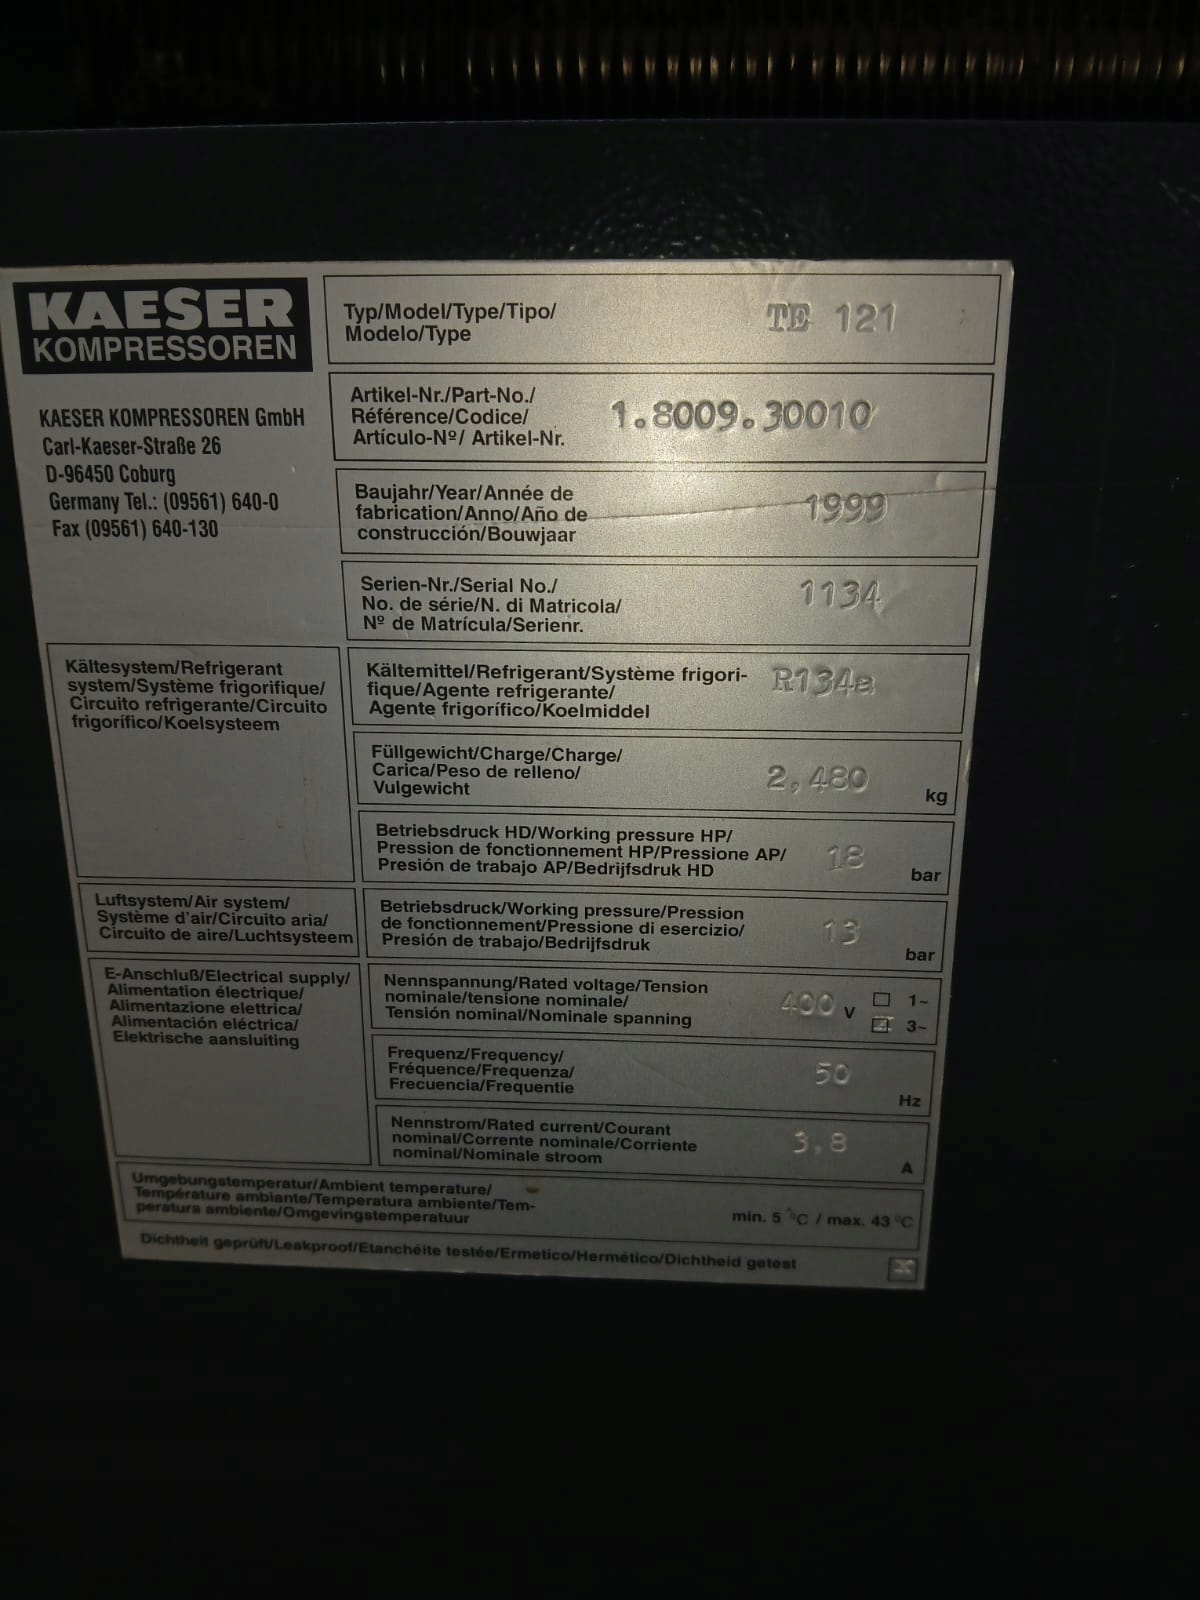 KAESER
KOMPRESSOREN
KAESER KOMPRESSOREN GmbH
Carl-Kaeser-Straße 26
D-96450 Coburg
Germany Tel.: (09561) 640-0
Fax (09561) 640-130
Typ/Model/Type/Tipo/
Modelo/Type
TE 121
Artikel-Nr./Part-No./
Référence/Codice/
Artículo-Nº/ Artikel-Nr.
1.8009.30010
Baujahr/Year/Année de
fabrication/Anno/Año de
construcción/Bouwjaar
1999
Serien-Nr./Serial No./
No. de série/N. di Matricola/
Nº de Matrícula/Serienr.
1134
Kältesystem/Refrigerant
system/Système frigorifique/
Circuito refrigerante/Circuito
frigorífico/Koelsysteem
Kältemittel/Refrigerant/Système frigori-
fique/Agente refrigerante/
Agente frigorífico/Koelmiddel
R134a
Füllgewicht/Charge/Charge/
Carica/Peso de relleno/
Vulgewicht
2,480 kg
Betriebsdruck HD/Working pressure HP/
Pression de fonctionnement HP/Pressione AP/
Presión de trabajo AP/Bedrijfsdruk HD
18 bar
Luftsystem/Air system/
Système d'air/Circuito aria/
Circuito de aire/Luchtsysteem
Betriebsdruck/Working pressure/Pression
de fonctionnement/Pressione di esercizio/
Presión de trabajo/Bedrijfsdruk
13 bar
E-Anschluß/Electrical supply/
Alimentation électrique/
Alimentazione elettrica/
Alimentación eléctrica/
Elektrische aansluiting
Nennspannung/Rated voltage/Tension
nominale/tensione nominale/
Tensión nominal/Nominale spanning
400 V
1~
3~
Frequenz/Frequency/
Fréquence/Frequenza/
Frecuencia/Frequentie
50 Hz
Nennstrom/Rated current/Courant
nominal/Corrente nominale/Corriente
nominal/Nominale stroom
3,8 A
Umgebungstemperatur/Ambient temperature/
Température ambiante/Temperatura ambiente/Tem-
peratura ambiente/Omgevingstemperatuur
min. 5 °C / max. 43 °C
Dichtheit geprüft/Leakproof/Etanchéite testée/Ermetico/Hermético/Dichtheid getest